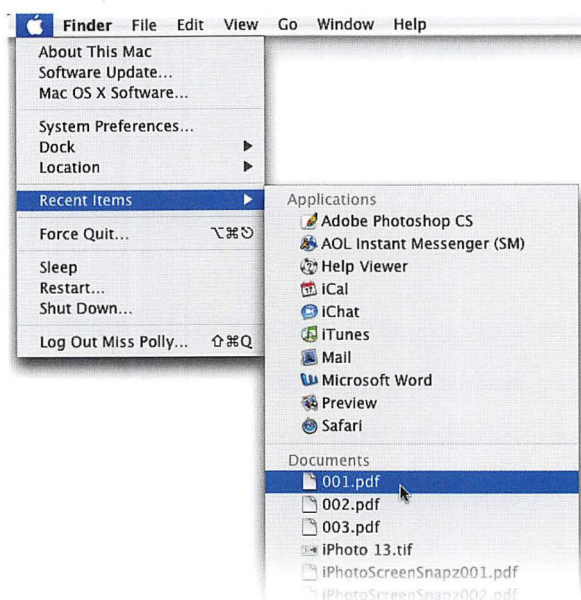 Finder File Edit View Go Window Help
About This Mac
Software Update...
Mac OS X Software...
System Preferences...
Dock
Location
Recent Items
Force Quit... ⌥⌘⎋
Sleep
Restart...
Shut Down...
Log Out Miss Polly... ⇧⌘Q
Applications
Adobe Photoshop CS
AOL Instant Messenger (SM)
Help Viewer
iCal
iChat
iTunes
Mail
Microsoft Word
Preview
Safari
Documents
001.pdf
002.pdf
003.pdf
iPhoto 13.tif
iPhotoScreenSnapz001.pdf
iPhotoScreenSnapz002.pdf